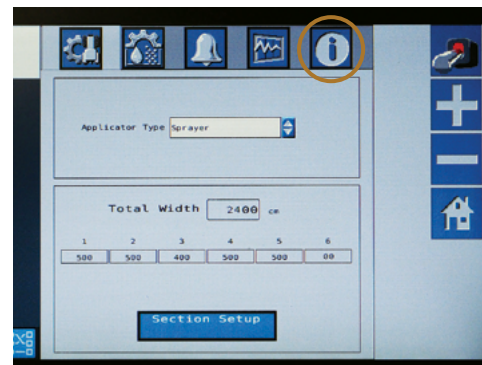 Applicator Type Sprayer
Total Width 2400 cm
1 2 3 4 5 6
500 500 400 500 500 00
Section Setup